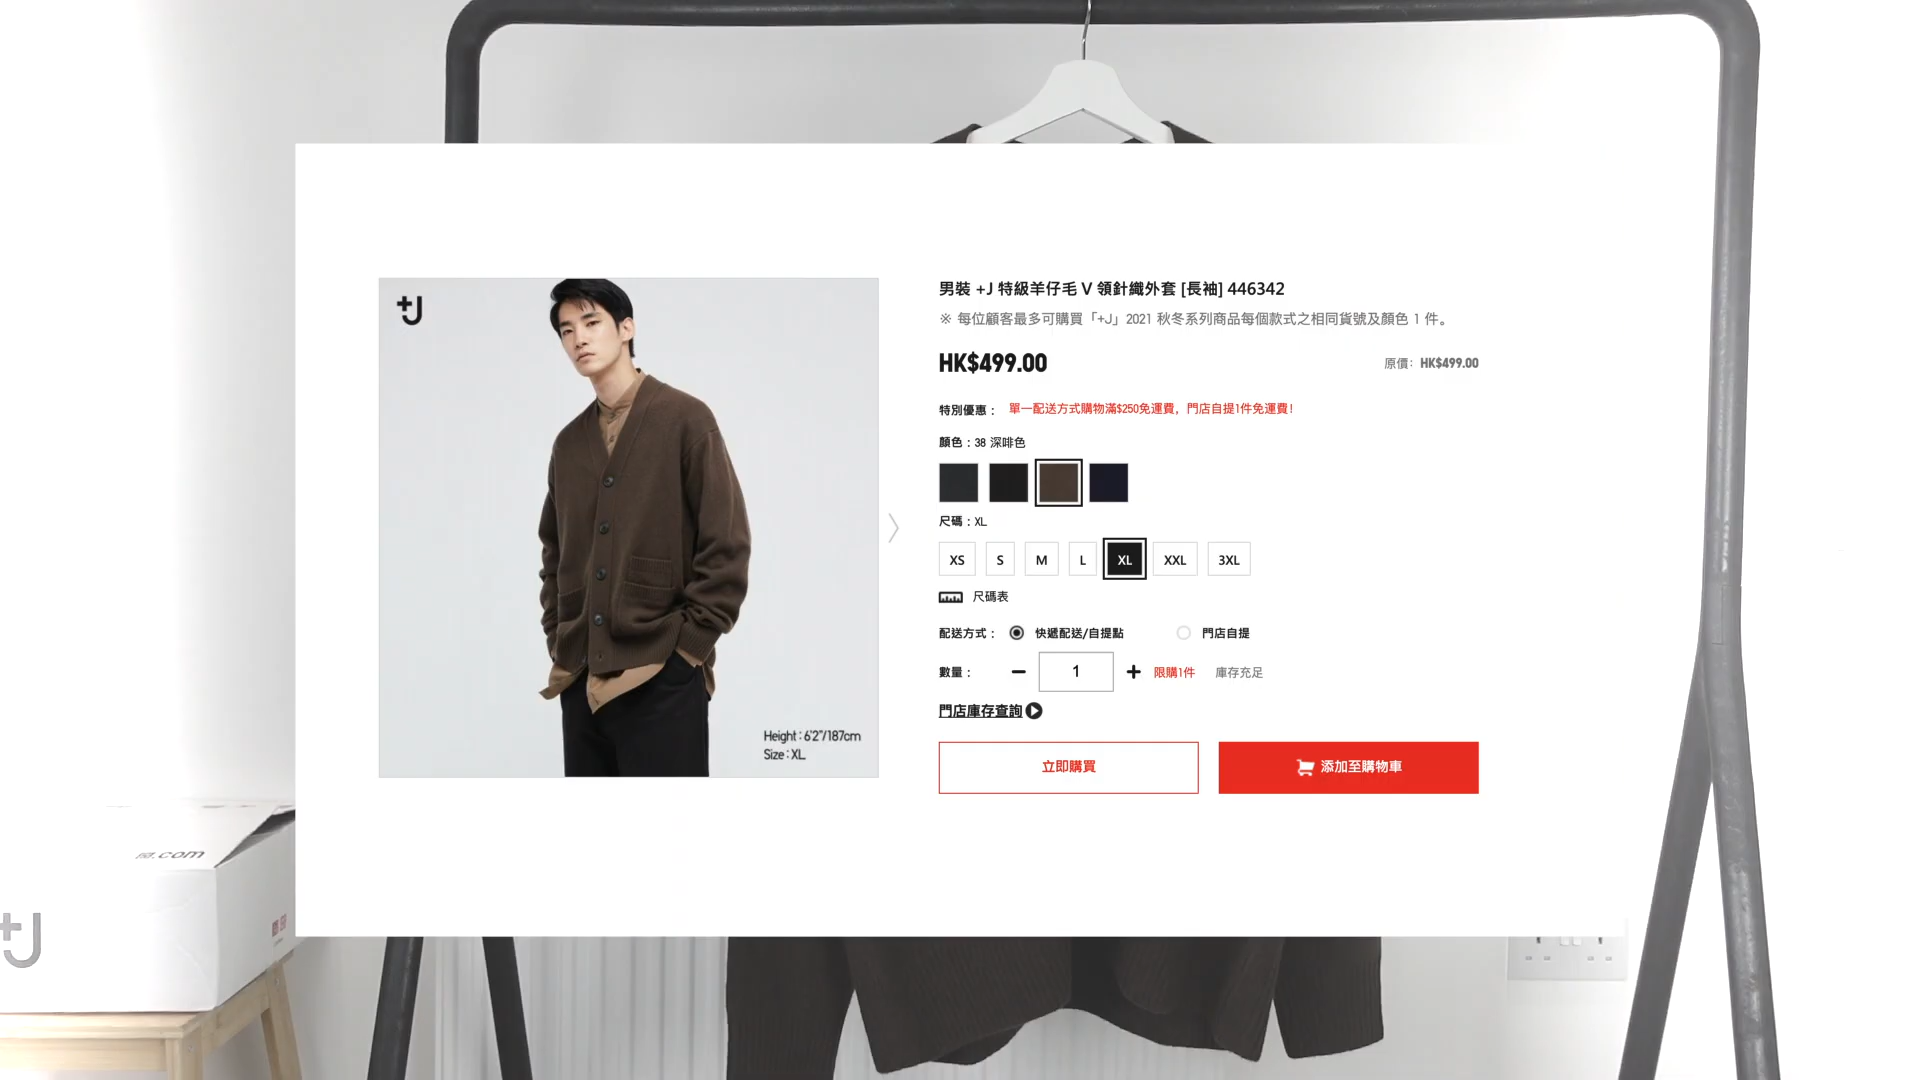 +J
Height : 6'2"/187cm
Size : XL
男裝 +J 特級羊仔毛 V 領針織外套 [長袖] 446342
※ 每位顧客最多可購買「+J」2021 秋冬系列商品每個款式之相同貨號及顏色 1 件。
HK$499.00
原價： HK$499.00
特別優惠： 單一配送方式購物滿$250免運費，門店自提1件免運費！
顏色：38 深啡色
尺碼：XL
XS S M L XL XXL 3XL
尺碼表
配送方式： 快遞配送/自提點 門店自提
數量： 1 限購1件 庫存充足
門店庫存查詢
立即購買
添加至購物車
.com
+J